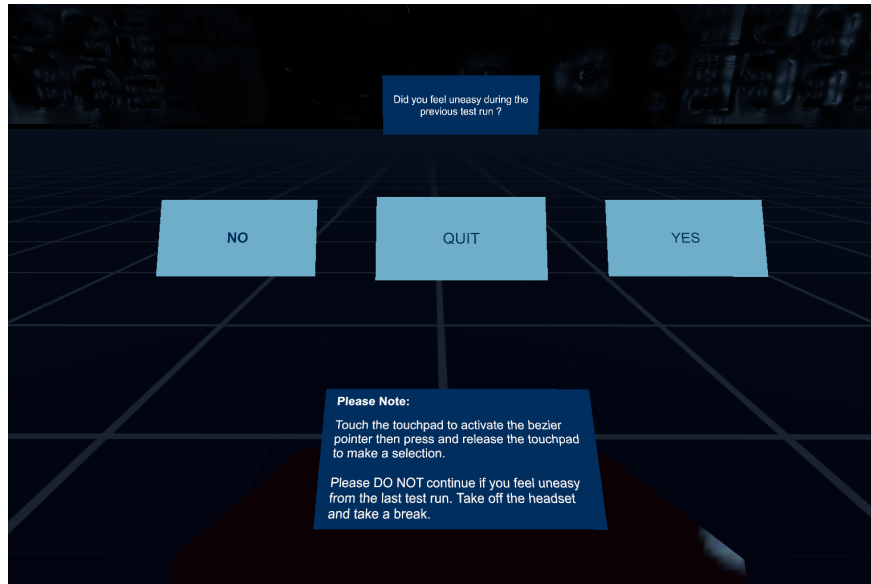 Did you feel uneasy during the
previous test run ?
NO
QUIT
YES
Please Note:
Touch the touchpad to activate the bezier
pointer then press and release the touchpad
to make a selection.
Please DO NOT continue if you feel uneasy
from the last test run. Take off the headset
and take a break.